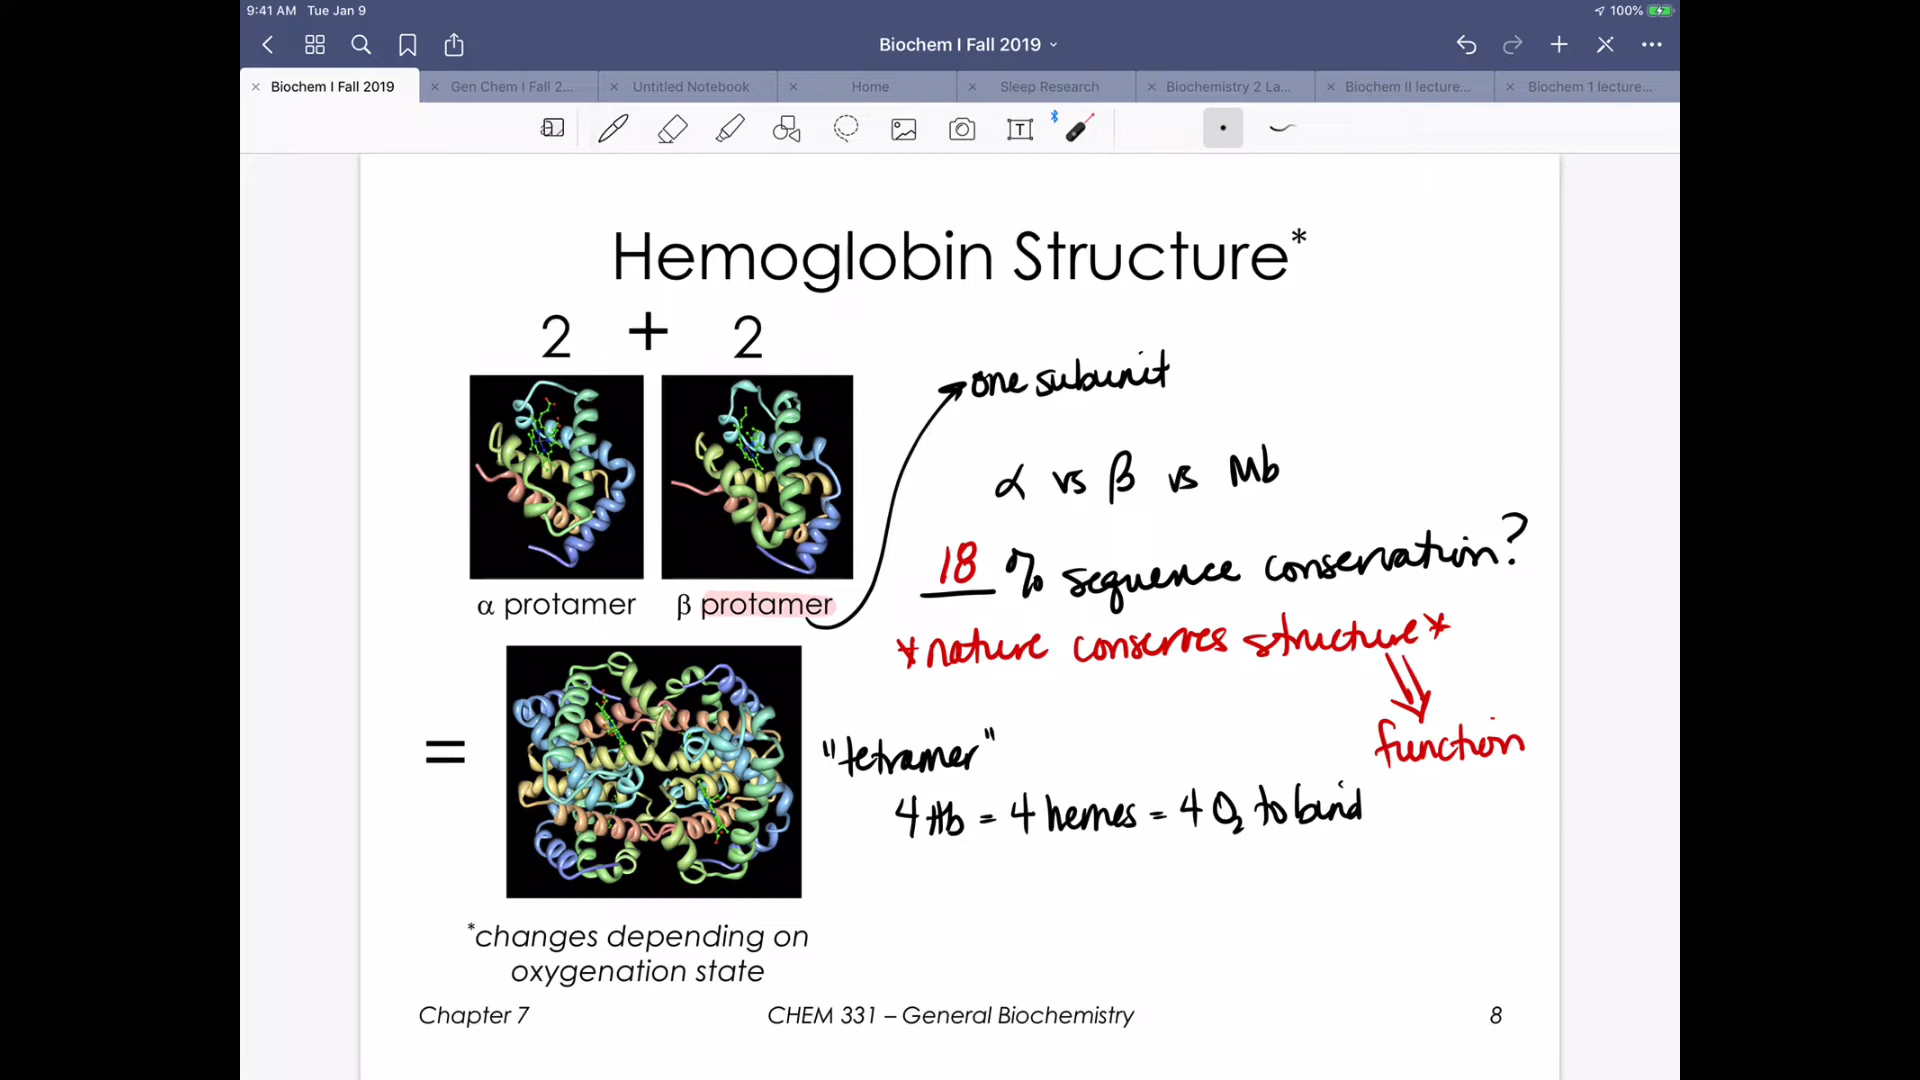 9:41 AM Tue Jan 9
100%
Biochem I Fall 2019
Biochem I Fall 2019
Gen Chem I Fall 2...
Untitled Notebook
Home
Sleep Research
Biochemistry 2 La...
Biochem II lecture...
Biochem 1 lecture...
Hemoglobin Structure*
2 + 2
one subunit
α vs β vs Mb
18 % sequence conservation?
α protamer
β protamer
*nature conserves structure*
function
=
"tetramer"
4 Hb = 4 hemes = 4 O₂ to bind
*changes depending on
oxygenation state
Chapter 7
CHEM 331 – General Biochemistry
8